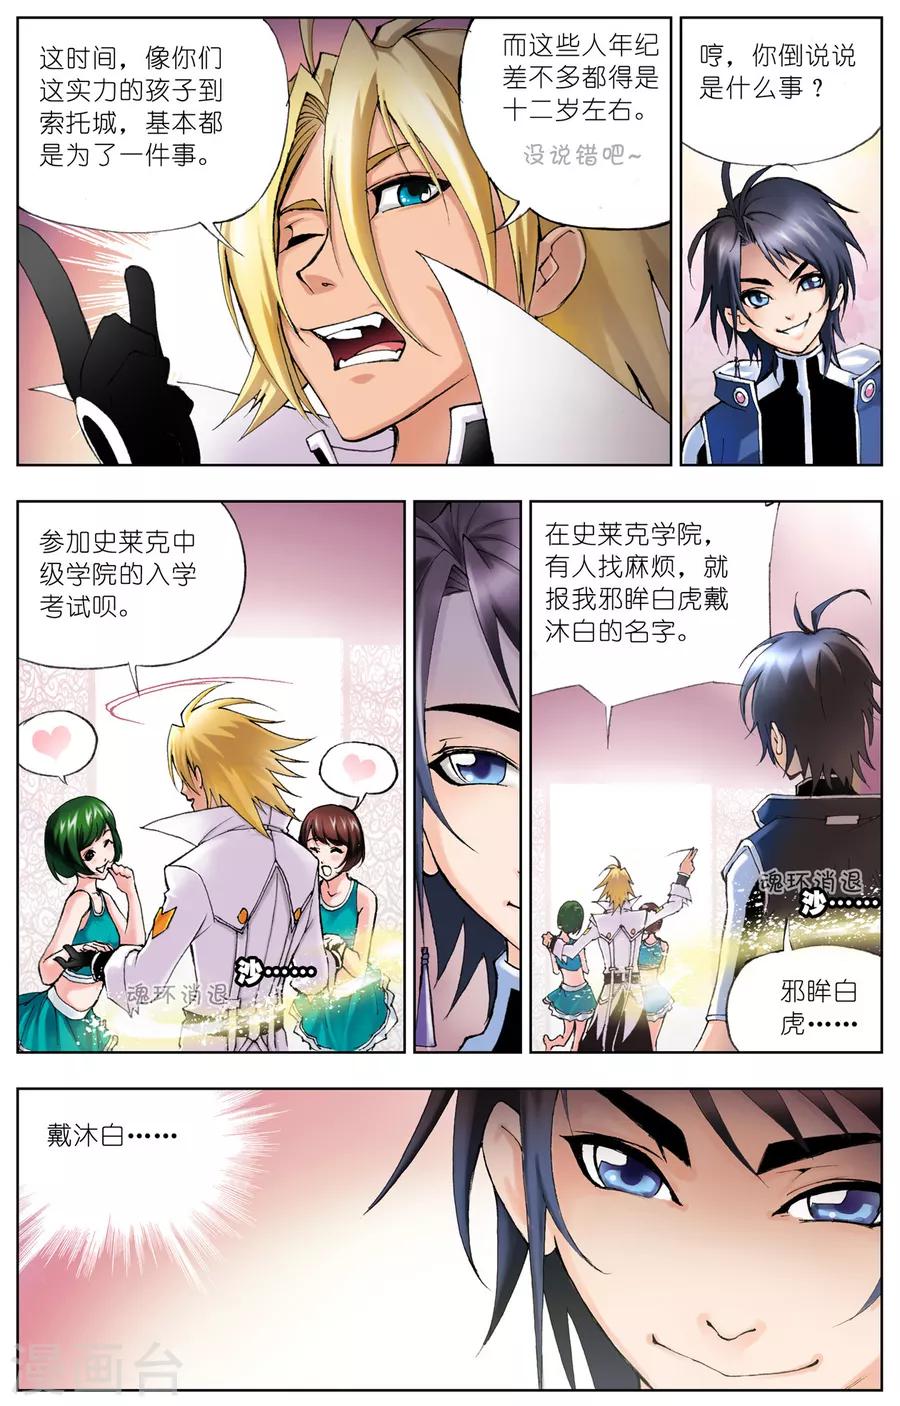 这时间，像你们
这实力的孩子到
索托城，基本都
是为了一件事。
而这些人年纪
差不多都得是
十二岁左右。
没说错吧~
哼，你倒说说
是什么事？
参加史莱克中
级学院的入学
考试呗。
魂环消退
沙……
在史莱克学院，
有人找麻烦，就
报我邪眸白虎戴
沐白的名字。
魂环消退
沙……
邪眸白
虎……
戴沐白……
漫画台